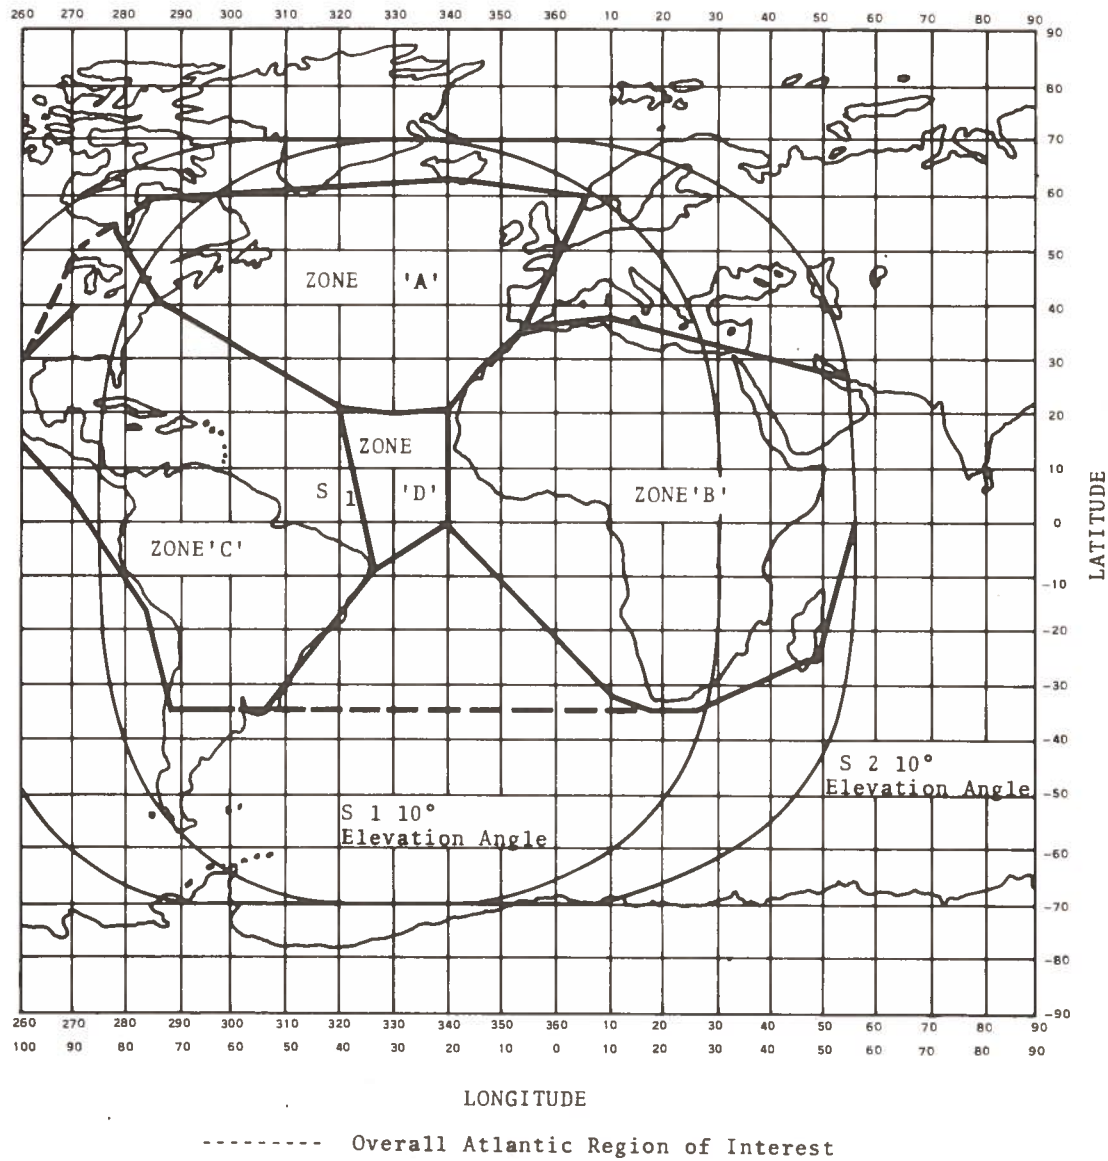 260 270 280 290 300 310 320 330 340 350 360 10 20 30 40 50 60 70 80 90
90
80
70
60
50
40
30
20
10
0
-10
-20
-30
-40
-50
-60
-70
-80
-90
LATITUDE
ZONE 'A'
ZONE
'D'
S 1
ZONE'B'
ZONE'C'
S 2 10°
Elevation Angle
S 1 10°
Elevation Angle
260 270 280 290 300 310 320 330 340 350 360 10 20 30 40 50 60 70 80 90
100 90 80 70 60 50 40 30 20 10 0 10 20 30 40 50 60 70 80 90
LONGITUDE
--------- Overall Atlantic Region of Interest